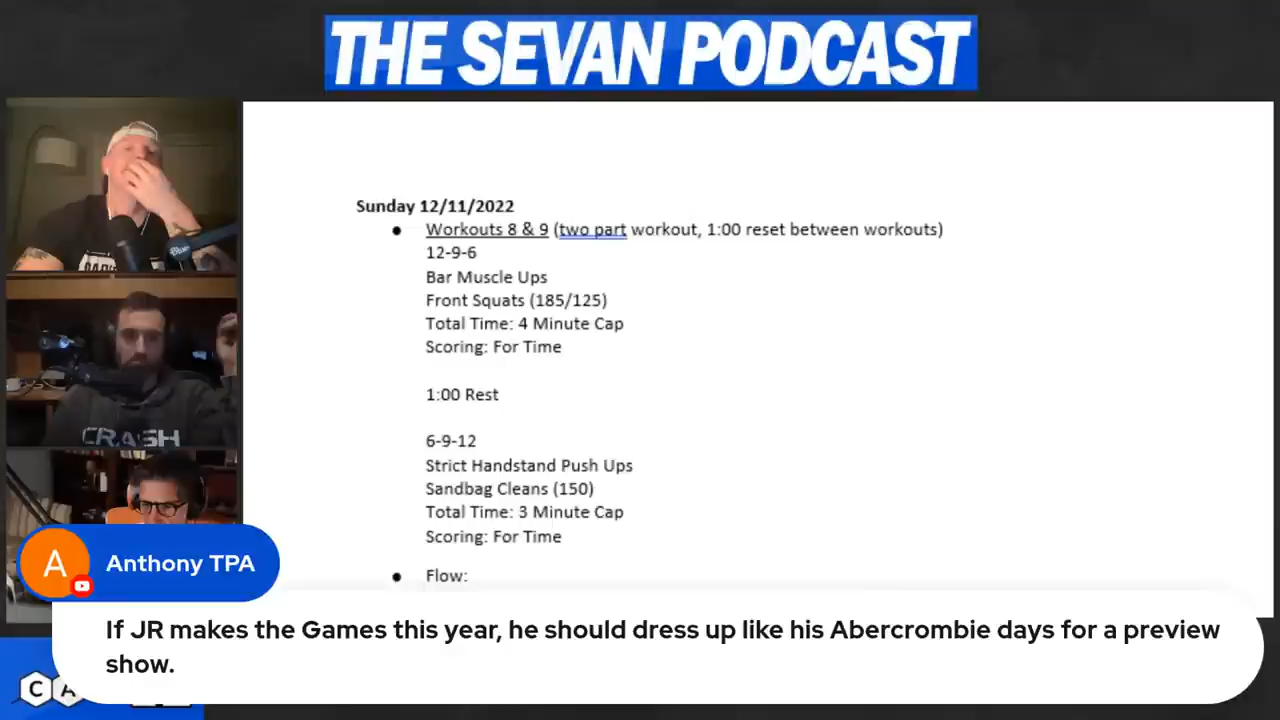 THE SEVAN PODCAST
Sunday 12/11/2022
Workouts 8 & 9 (two part workout, 1:00 reset between workouts)
12-9-6
Bar Muscle Ups
Front Squats (185/125)
Total Time: 4 Minute Cap
Scoring: For Time
1:00 Rest
6-9-12
Strict Handstand Push Ups
Sandbag Cleans (150)
Total Time: 3 Minute Cap
Scoring: For Time
Flow:
CRASH
A
Anthony TPA
If JR makes the Games this year, he should dress up like his Abercrombie days for a preview
show.
CA